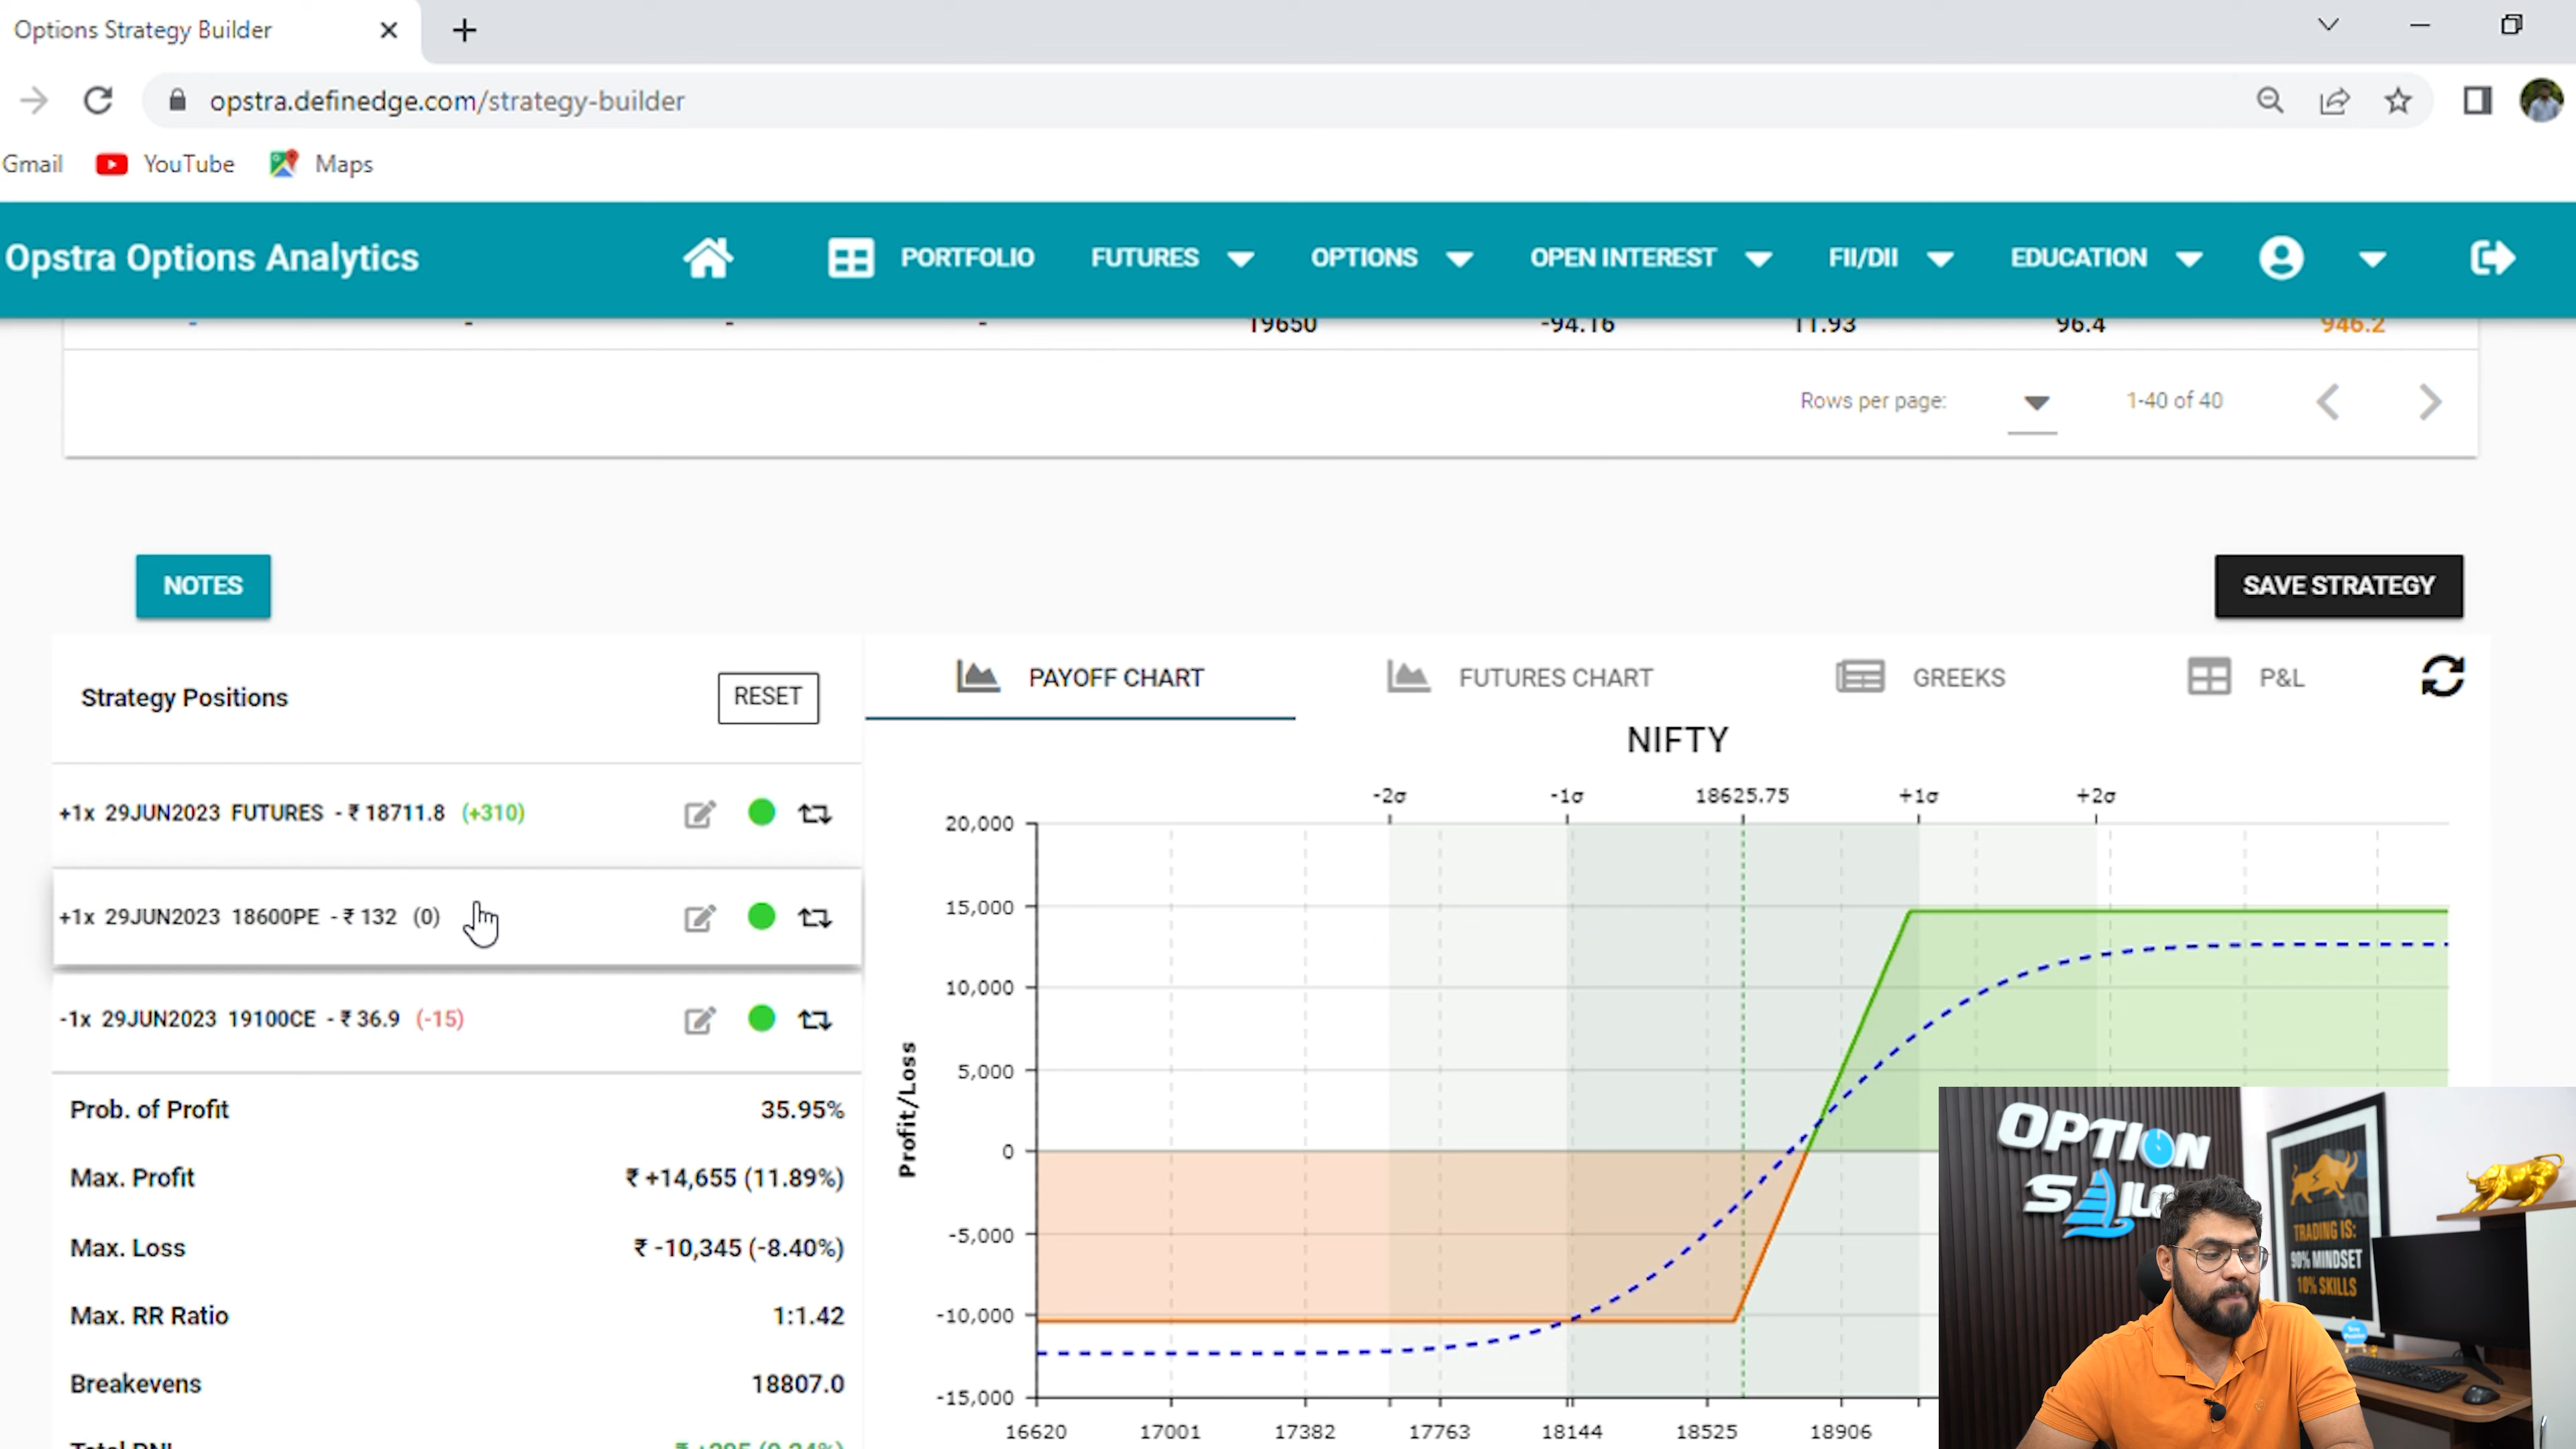 Options Strategy Builder
opstra.definedge.com/strategy-builder
Gmail YouTube Maps
Opstra Options Analytics PORTFOLIO FUTURES OPTIONS OPEN INTEREST FII/DII EDUCATION
- - - - 19650 -94.16 11.93 96.4 946.2
Rows per page: 1-40 of 40
NOTES SAVE STRATEGY
Strategy Positions RESET
PAYOFF CHART FUTURES CHART GREEKS P&L
NIFTY
-2σ -1σ 18625.75 +1σ +2σ
+1x 29JUN2023 FUTURES - ₹ 18711.8 (+310)
+1x 29JUN2023 18600PE - ₹ 132 (0)
-1x 29JUN2023 19100CE - ₹ 36.9 (-15)
Prob. of Profit 35.95%
Max. Profit ₹ +14,655 (11.89%)
Max. Loss ₹ -10,345 (-8.40%)
Max. RR Ratio 1:1.42
Breakevens 18807.0
Profit/Loss
20,000
15,000
10,000
5,000
0
-5,000
-10,000
-15,000
16620 17001 17382 17763 18144 18525 18906
OPTION
TRADING IS:
90% MINDSET
10% SKILLS